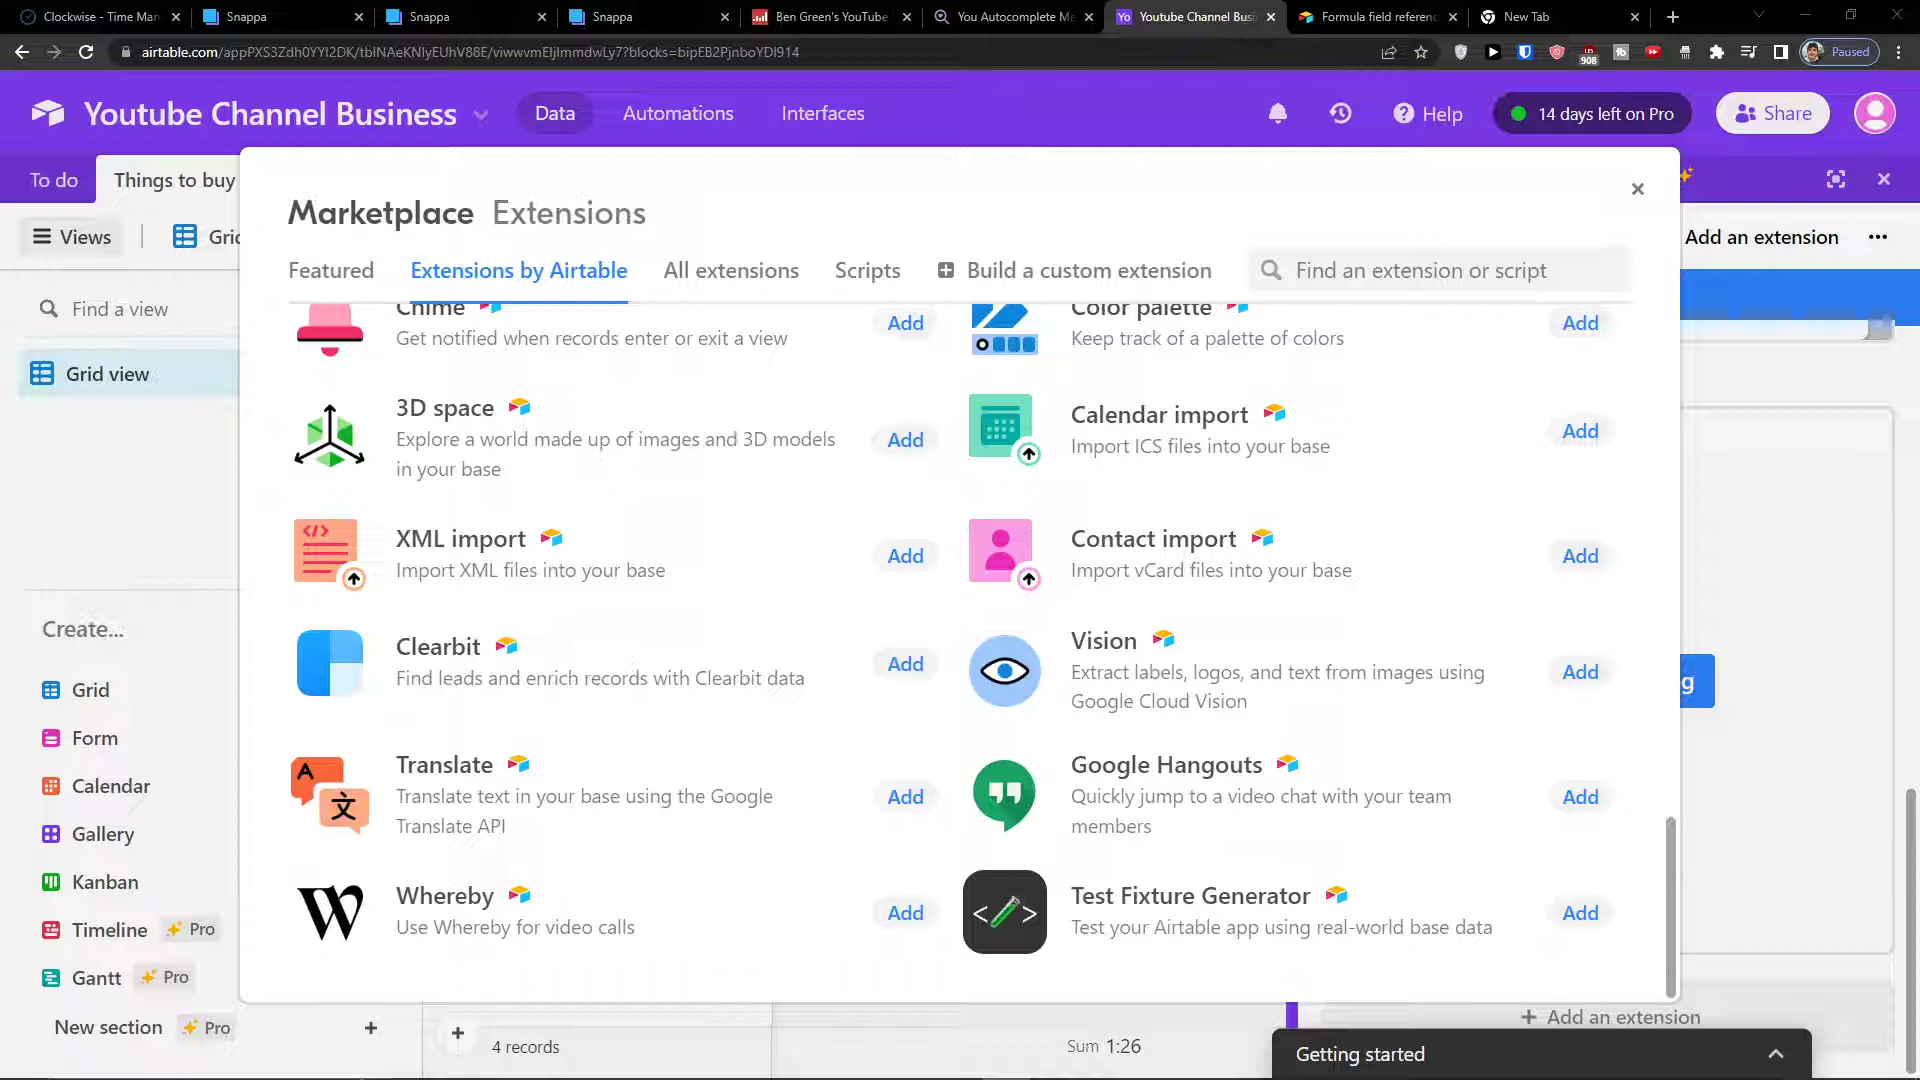 Clockwise - Time Man
Snappa
Snappa
Snappa
Ben Green's YouTube
You Autocomplete Me
Yo
Youtube Channel Busi
Formula field referenc
New Tab
airtable.com/appPXS3Zdh0YYI2DK/tblNAeKNlyEUhV88E/viwwvmEljlmmdwLy7?blocks=bipEB2PjnboYDl914
908
Paused
Youtube Channel Business
Data
Automations
Interfaces
Help
14 days left on Pro
Share
To do
Things to buy
Views
Grid
Add an extension
Find a view
Grid view
Create...
Grid
Form
Calendar
Gallery
Kanban
Timeline
Pro
Gantt
Pro
New section
Pro
Marketplace Extensions
Featured
Extensions by Airtable
All extensions
Scripts
Build a custom extension
Find an extension or script
Chime
Get notified when records enter or exit a view
Add
Color palette
Keep track of a palette of colors
Add
3D space
Explore a world made up of images and 3D models
in your base
Add
Calendar import
Import ICS files into your base
Add
XML import
Import XML files into your base
Add
Contact import
Import vCard files into your base
Add
Clearbit
Find leads and enrich records with Clearbit data
Add
Vision
Extract labels, logos, and text from images using
Google Cloud Vision
Add
A
文
Translate
Translate text in your base using the Google
Translate API
Add
Google Hangouts
Quickly jump to a video chat with your team
members
Add
W
Whereby
Use Whereby for video calls
Add
Test Fixture Generator
Test your Airtable app using real-world base data
Add
g
4 records
Sum 1:26
Add an extension
Getting started